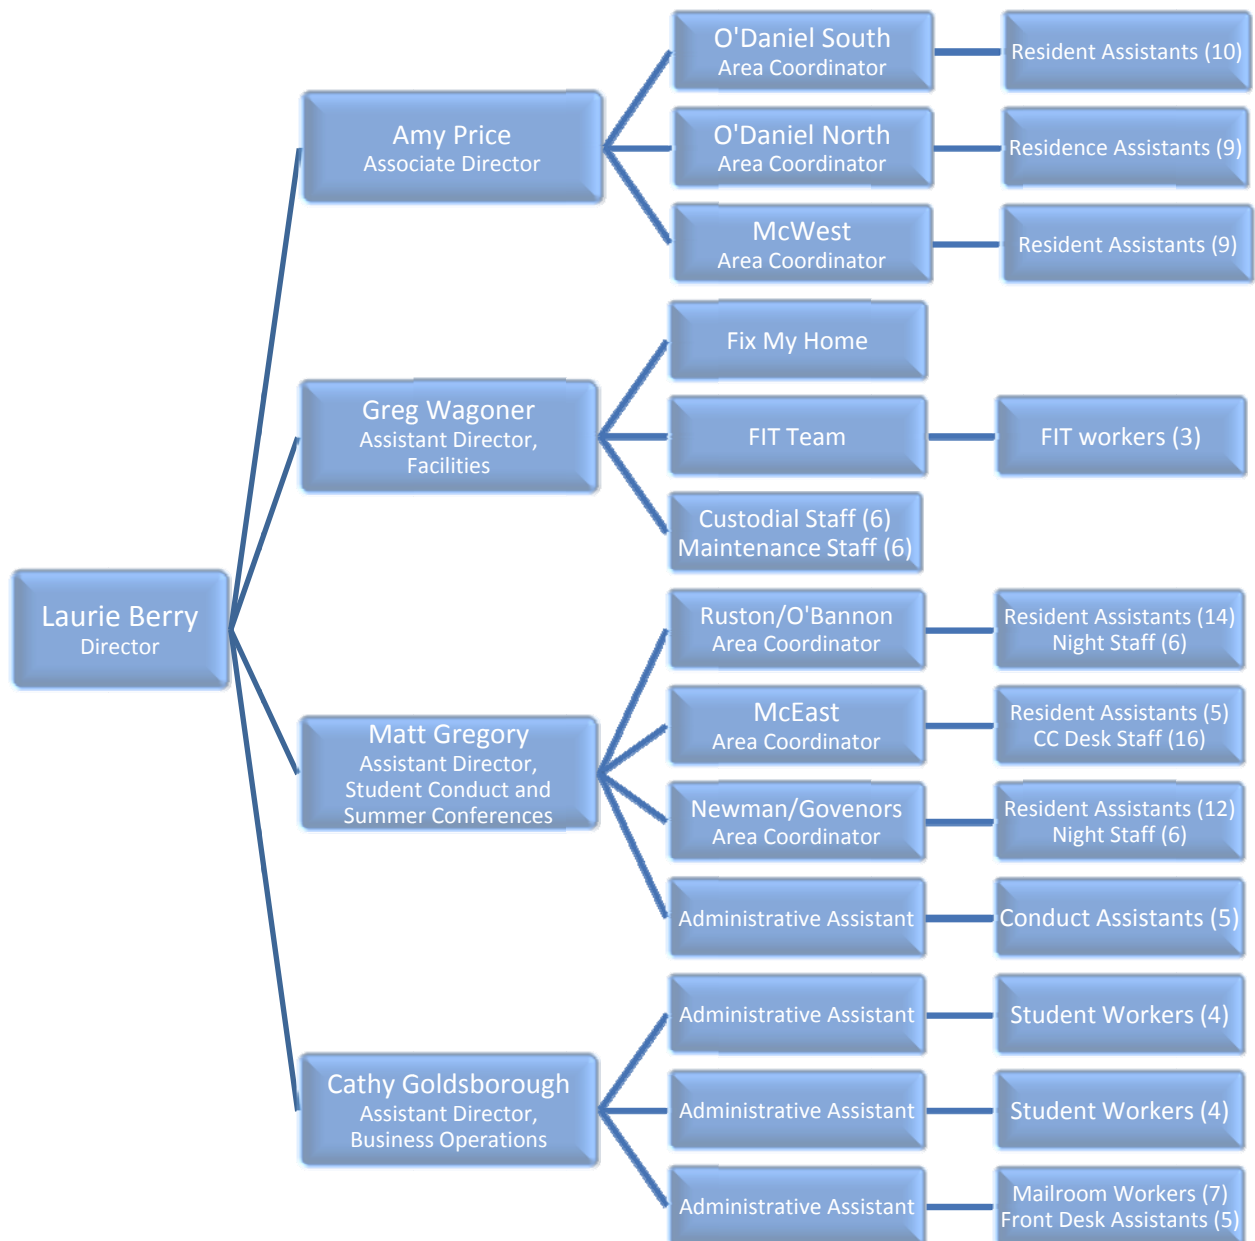 Laurie Berry
Director
Amy Price
Associate Director
O'Daniel South
Area Coordinator
Resident Assistants (10)
O'Daniel North
Area Coordinator
Residence Assistants (9)
McWest
Area Coordinator
Resident Assistants (9)
Greg Wagoner
Assistant Director,
Facilities
Fix My Home
FIT Team
FIT workers (3)
Custodial Staff (6)
Maintenance Staff (6)
Matt Gregory
Assistant Director,
Student Conduct and
Summer Conferences
Ruston/O'Bannon
Area Coordinator
Resident Assistants (14)
Night Staff (6)
McEast
Area Coordinator
Resident Assistants (5)
CC Desk Staff (16)
Newman/Govenors
Area Coordinator
Resident Assistants (12)
Night Staff (6)
Administrative Assistant
Conduct Assistants (5)
Cathy Goldsborough
Assistant Director,
Business Operations
Administrative Assistant
Student Workers (4)
Administrative Assistant
Student Workers (4)
Administrative Assistant
Mailroom Workers (7)
Front Desk Assistants (5)